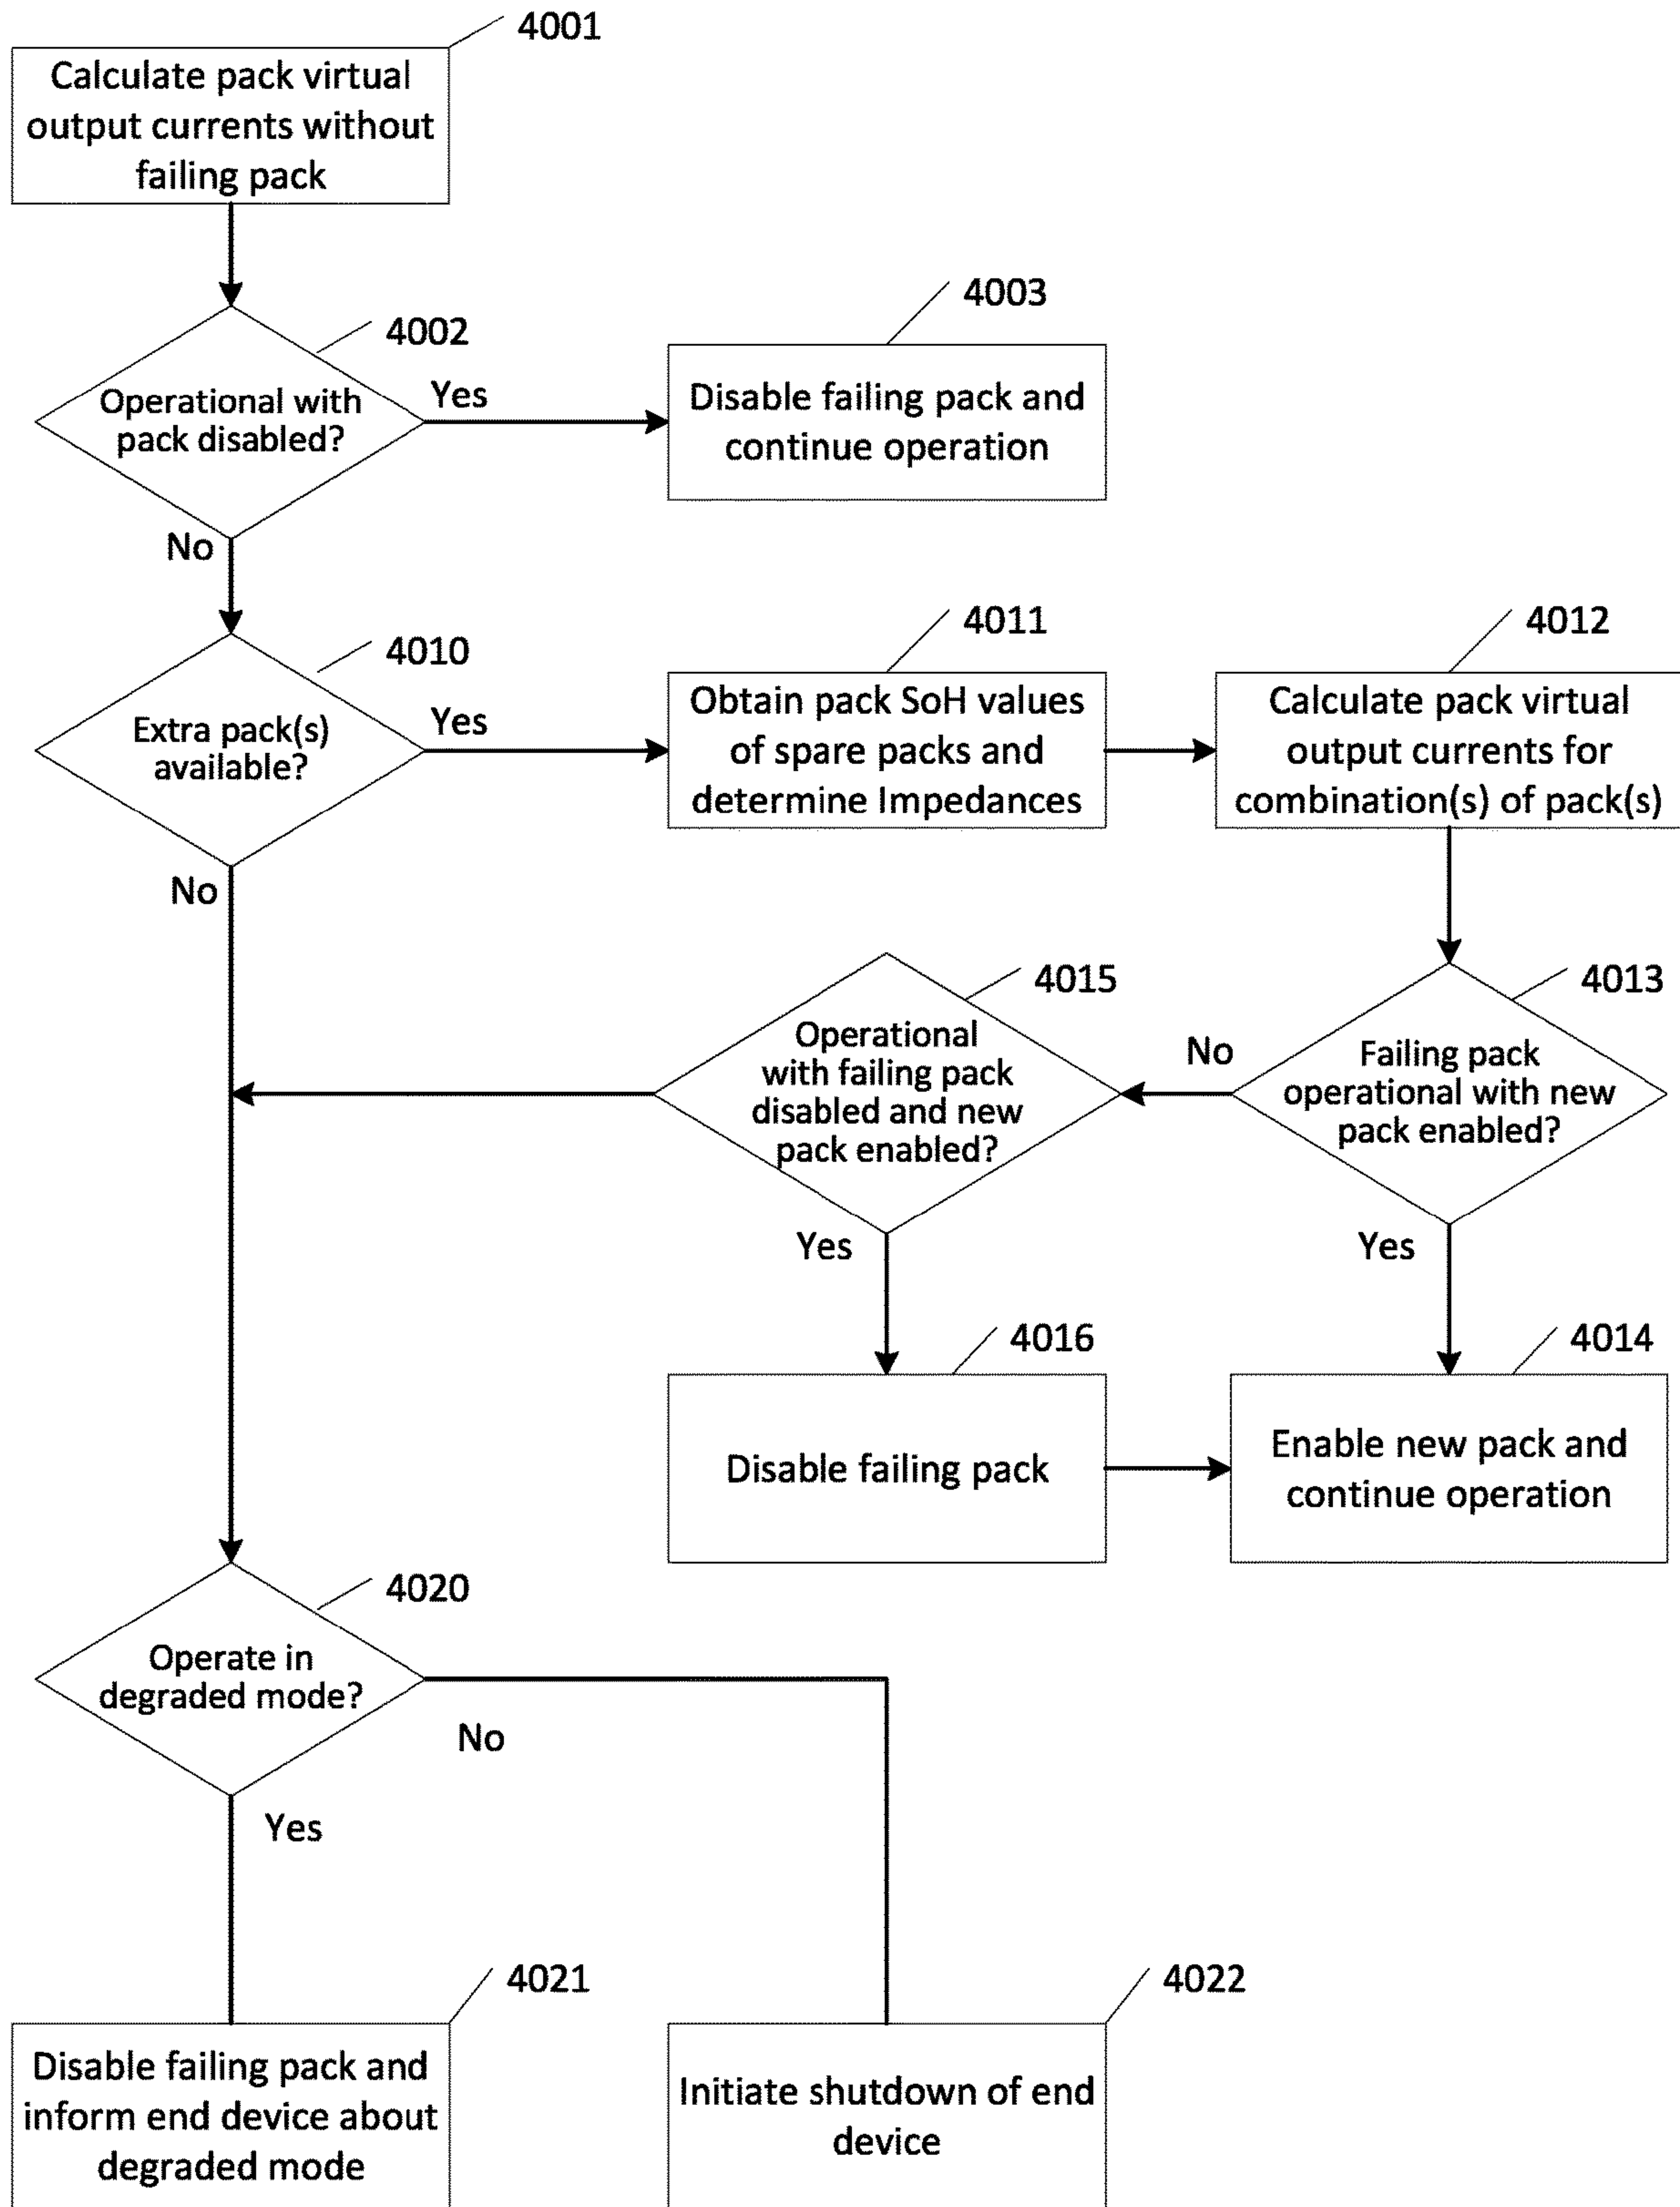 4001
Calculate pack virtual
output currents without
failing pack
4002
Operational with
pack disabled?
Yes
4003
Disable failing pack and
continue operation
No
4010
Extra pack(s)
available?
Yes
4011
Obtain pack SoH values
of spare packs and
determine Impedances
4012
Calculate pack virtual
output currents for
combination(s) of pack(s)
No
4015
Operational
with failing pack
disabled and new
pack enabled?
No
4013
Failing pack
operational with new
pack enabled?
Yes
Yes
4016
Disable failing pack
4014
Enable new pack and
continue operation
4020
Operate in
degraded mode?
No
Yes
4021
Disable failing pack and
inform end device about
degraded mode
4022
Initiate shutdown of end
device